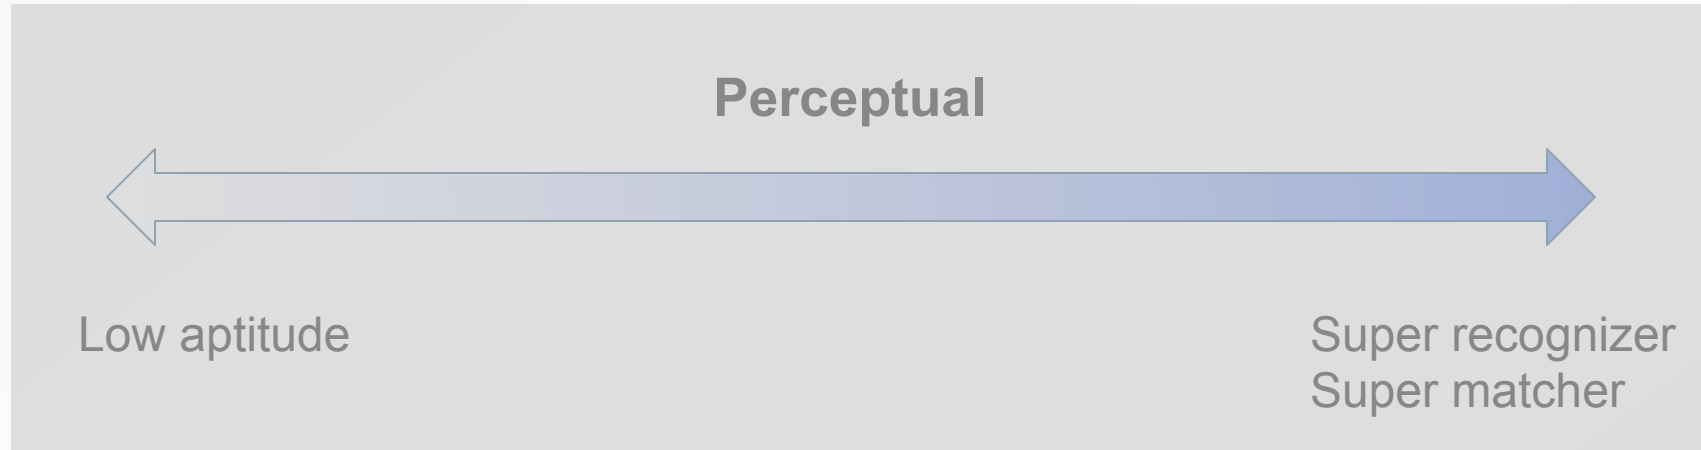 Perceptual
Low aptitude
Super recognizer
Super matcher